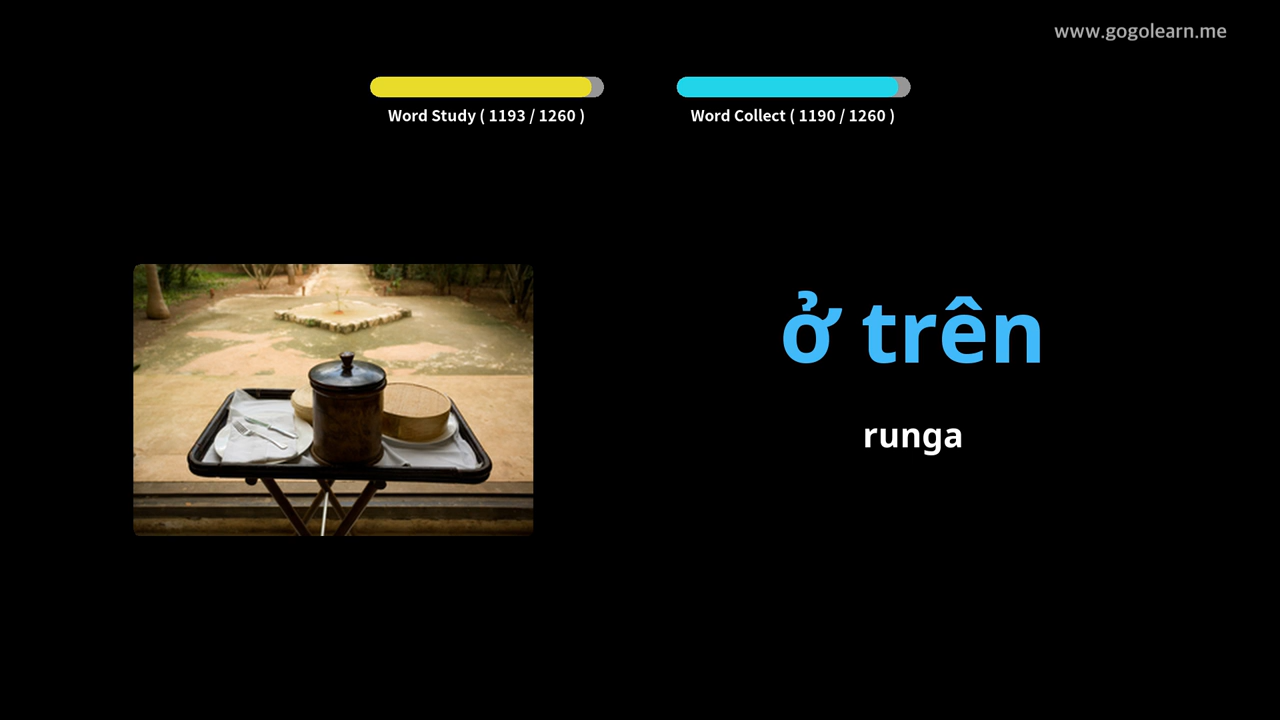 www.gogolearn.me
Word Study ( 1193 / 1260 )
Word Collect ( 1190 / 1260 )
ở trên
runga